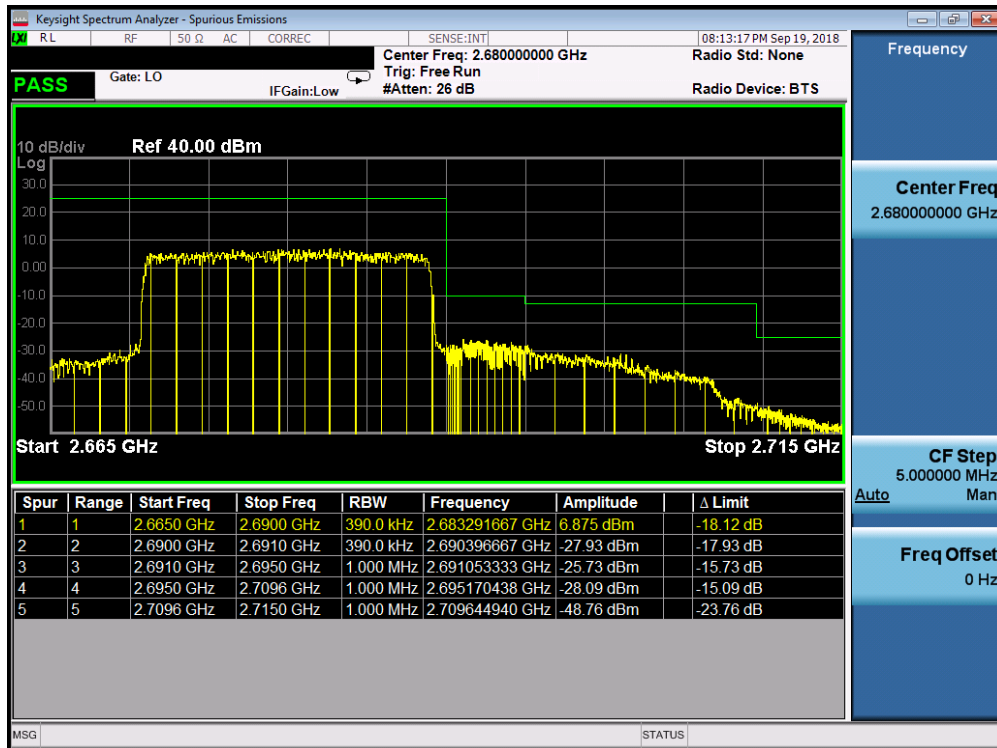 Keysight Spectrum Analyzer - Spurious Emissions
LXI RL RF 50 Ω AC CORREC SENSE:INT 08:13:17 PM Sep 19, 2018
Center Freq: 2.680000000 GHz Radio Std: None
PASS Gate: LO Trig: Free Run
IFGain:Low #Atten: 26 dB Radio Device: BTS
10 dB/div Ref 40.00 dBm
Log
30.0
20.0
10.0
0.00
-10.0
-20.0
-30.0
-40.0
-50.0
Start 2.665 GHz Stop 2.715 GHz
Spur Range Start Freq Stop Freq RBW Frequency Amplitude Δ Limit
1 1 2.6650 GHz 2.6900 GHz 390.0 kHz 2.683291667 GHz 6.875 dBm -18.12 dB
2 2 2.6900 GHz 2.6910 GHz 390.0 kHz 2.690396667 GHz -27.93 dBm -17.93 dB
3 3 2.6910 GHz 2.6950 GHz 1.000 MHz 2.691053333 GHz -25.73 dBm -15.73 dB
4 4 2.6950 GHz 2.7096 GHz 1.000 MHz 2.695170438 GHz -28.09 dBm -15.09 dB
5 5 2.7096 GHz 2.7150 GHz 1.000 MHz 2.709644940 GHz -48.76 dBm -23.76 dB
MSG STATUS
Frequency
Center Freq
2.680000000 GHz
CF Step
5.000000 MHz
Auto Man
Freq Offset
0 Hz